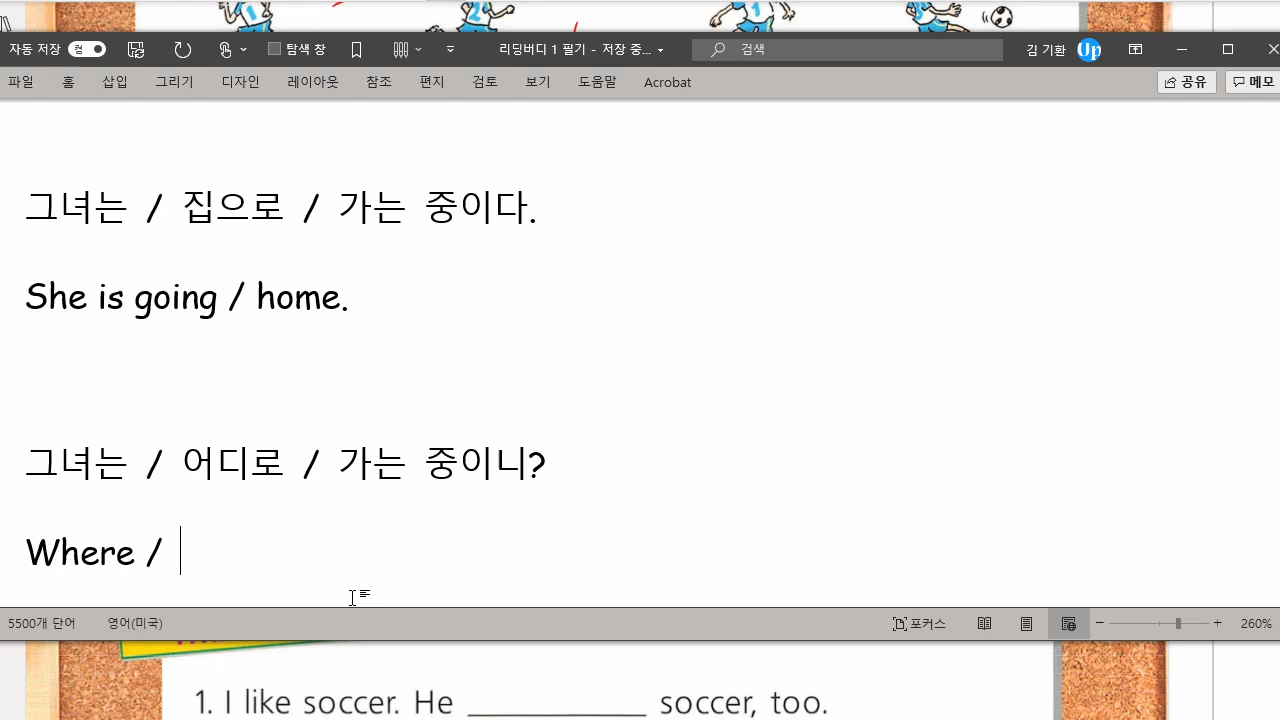 자동 저장 컴 탐색 창 리딩버디 1 필기 - 저장 중... 검색 김 기환 Up
파일 홈 삽입 그리기 디자인 레이아웃 참조 편지 검토 보기 도움말 Acrobat 공유 메모
그녀는 / 집으로 / 가는 중이다.
She is going / home.
그녀는 / 어디로 / 가는 중이니?
Where /
5500개 단어 영어(미국) 포커스 260%
1. I like soccer. He __________ soccer, too.